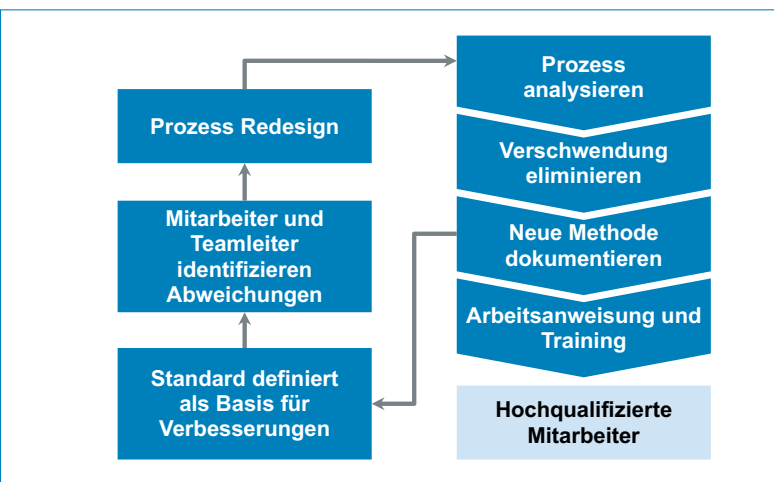 Prozess Redesign
Mitarbeiter und
Teamleiter
identifizieren
Abweichungen
Standard definiert
als Basis für
Verbesserungen
Prozess
analysieren
Verschwendung
eliminieren
Neue Methode
dokumentieren
Arbeitsanweisung und
Training
Hochqualifizierte
Mitarbeiter